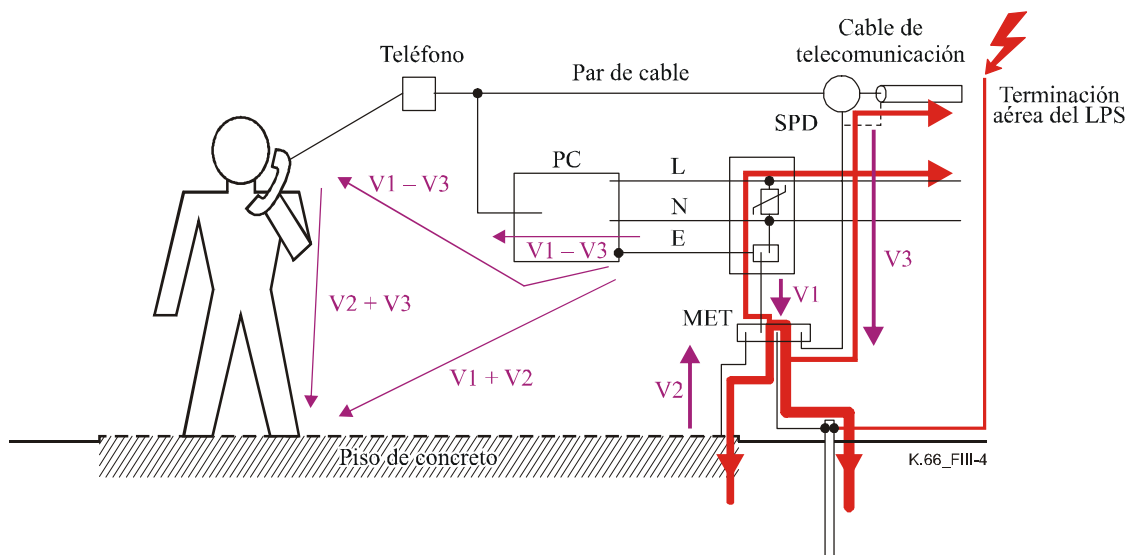 Cable de
telecomunicación
Teléfono
Par de cable
Terminación
aérea del LPS
SPD
PC
L
V1 – V3
N
E
V1 – V3
V3
V2 + V3
V1
MET
V1 + V2
V2
Piso de concreto
K.66_FIII-4